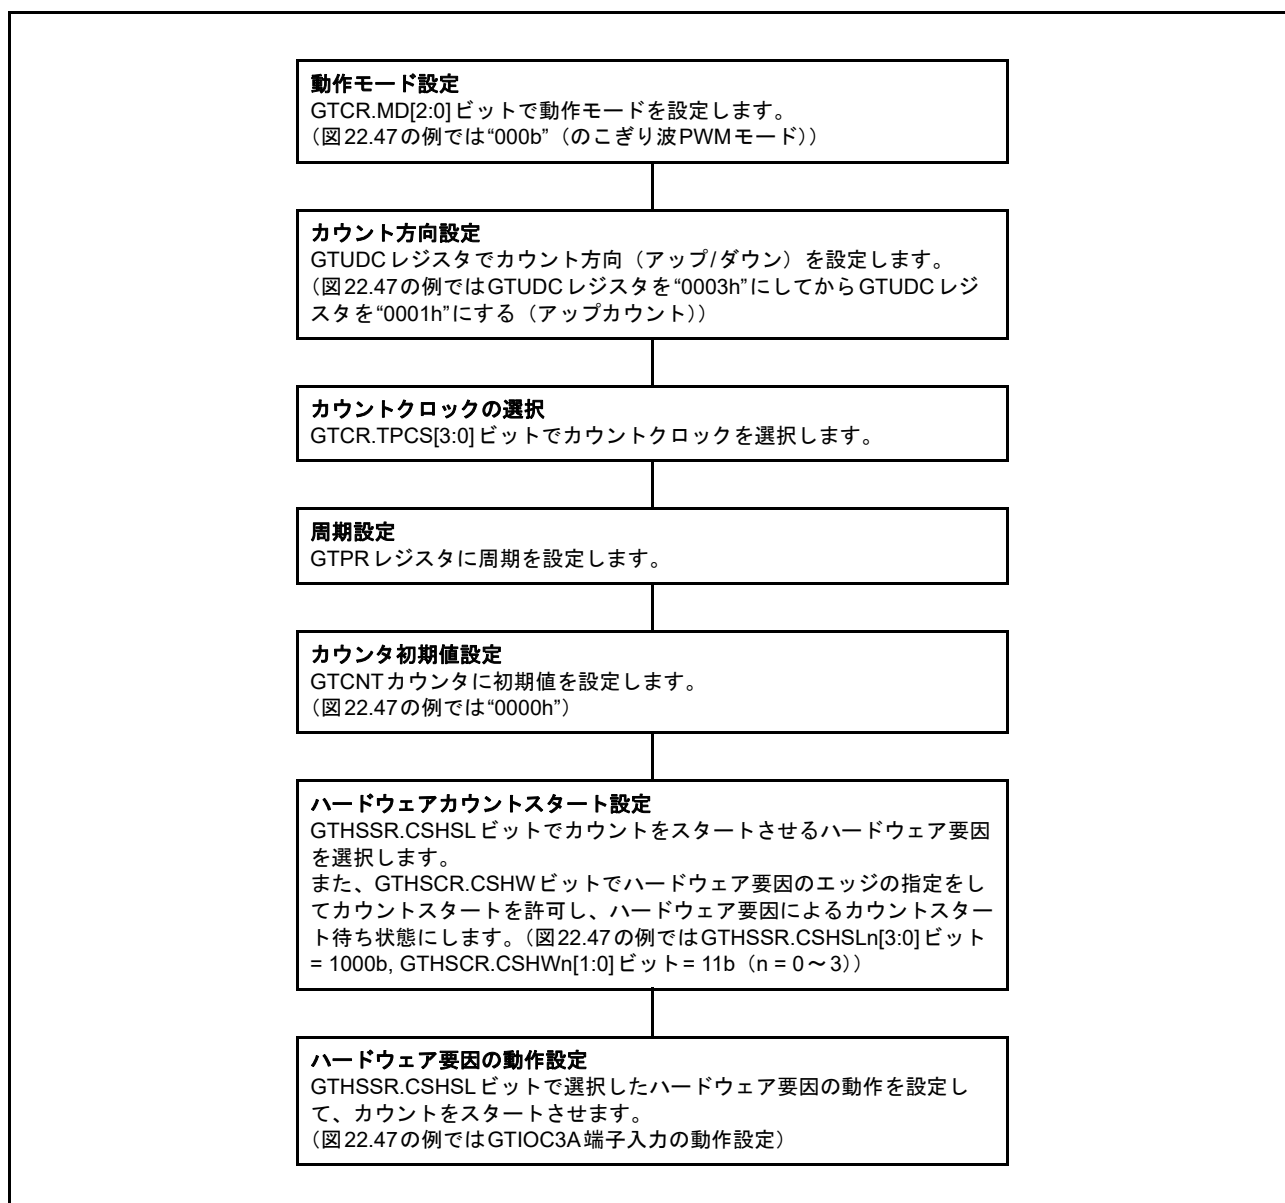 動作モード設定
GTCR.MD[2:0]ビットで動作モードを設定します。
（図22.47の例では“000b”（のこぎり波PWMモード））
カウント方向設定
GTUDCレジスタでカウント方向（アップ/ダウン）を設定します。
（図22.47の例ではGTUDCレジスタを“0003h”にしてからGTUDCレジ
スタを“0001h”にする（アップカウント））
カウントクロックの選択
GTCR.TPCS[3:0]ビットでカウントクロックを選択します。
周期設定
GTPRレジスタに周期を設定します。
カウンタ初期値設定
GTCNTカウンタに初期値を設定します。
（図22.47の例では“0000h”）
ハードウェアカウントスタート設定
GTHSSR.CSHSLビットでカウントをスタートさせるハードウェア要因
を選択します。
また、GTHSCR.CSHWビットでハードウェア要因のエッジの指定をし
てカウントスタートを許可し、ハードウェア要因によるカウントスター
ト待ち状態にします。（図22.47の例ではGTHSSR.CSHSLn[3:0]ビット
= 1000b, GTHSCR.CSHWn[1:0]ビット= 11b（n = 0～3））
ハードウェア要因の動作設定
GTHSSR.CSHSLビットで選択したハードウェア要因の動作を設定し
て、カウントをスタートさせます。
（図22.47の例ではGTIOC3A端子入力の動作設定）